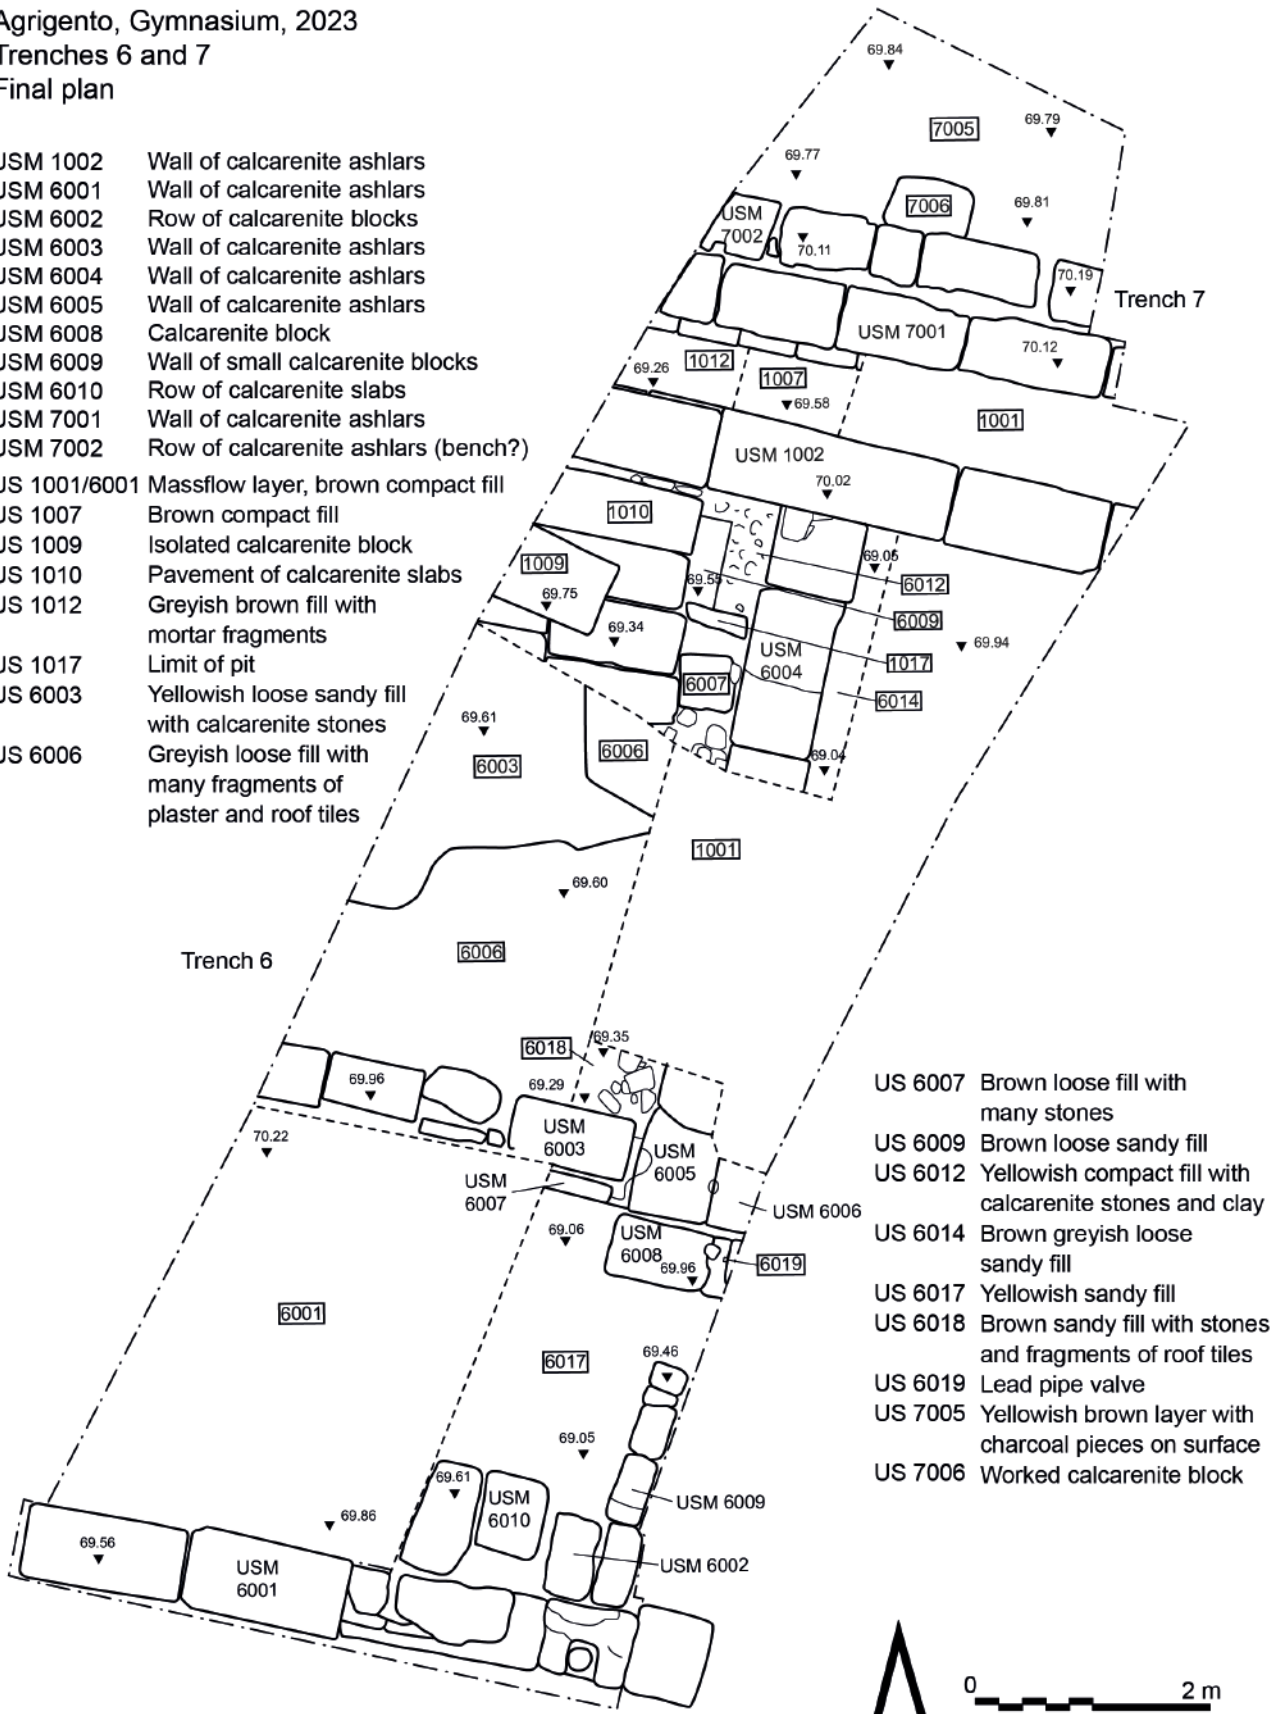 Agrigento, Gymnasium, 2023
Trenches 6 and 7
Final plan
USM 1002 Wall of calcarenite ashlars
USM 6001 Wall of calcarenite ashlars
USM 6002 Row of calcarenite blocks
USM 6003 Wall of calcarenite ashlars
USM 6004 Wall of calcarenite ashlars
USM 6005 Wall of calcarenite ashlars
USM 6008 Calcarenite block
USM 6009 Wall of small calcarenite blocks
USM 6010 Row of calcarenite slabs
USM 7001 Wall of calcarenite ashlars
USM 7002 Row of calcarenite ashlars (bench?)
US 1001/6001 Massflow layer, brown compact fill
US 1007 Brown compact fill
US 1009 Isolated calcarenite block
US 1010 Pavement of calcarenite slabs
US 1012 Greyish brown fill with
mortar fragments
US 1017 Limit of pit
US 6003 Yellowish loose sandy fill
with calcarenite stones
US 6006 Greyish loose fill with
many fragments of
plaster and roof tiles
69.84
7005
69.79
69.77
7006
69.81
USM
7002
70.11
70.19
Trench 7
USM 7001
70.12
1012
69.26
1007
69.58
1001
USM 1002
70.02
1010
1009
69.75
69.55
69.05
6012
6009
69.34
USM
6004
69.94
1017
6007
6014
69.61
6003
6006
69.04
1001
69.60
6006
Trench 6
6018
69.35
69.96
69.29
USM
6003
70.22
USM
6005
USM
6007
USM 6006
69.06
USM
6008
69.96
6019
6001
6017
69.46
69.05
69.61
USM
6010
USM 6009
69.86
69.56
USM
6001
USM 6002
US 6007 Brown loose fill with
many stones
US 6009 Brown loose sandy fill
US 6012 Yellowish compact fill with
calcarenite stones and clay
US 6014 Brown greyish loose
sandy fill
US 6017 Yellowish sandy fill
US 6018 Brown sandy fill with stones
and fragments of roof tiles
US 6019 Lead pipe valve
US 7005 Yellowish brown layer with
charcoal pieces on surface
US 7006 Worked calcarenite block
0 2 m